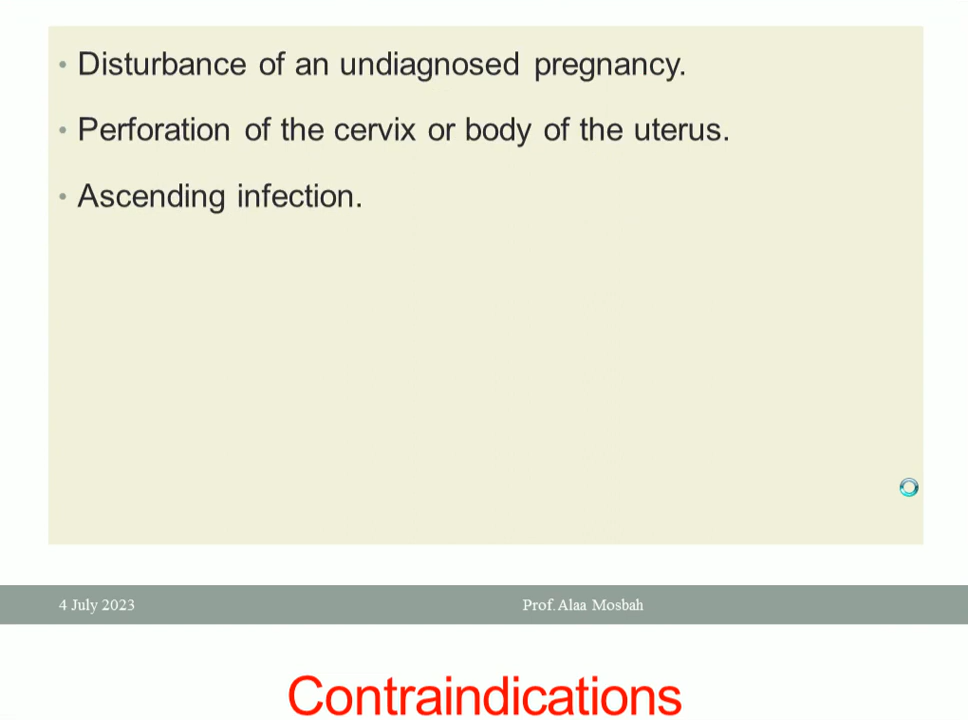 • Disturbance of an undiagnosed pregnancy.
• Perforation of the cervix or body of the uterus.
• Ascending infection.
4 July 2023 Prof. Alaa Mosbah
Contraindications